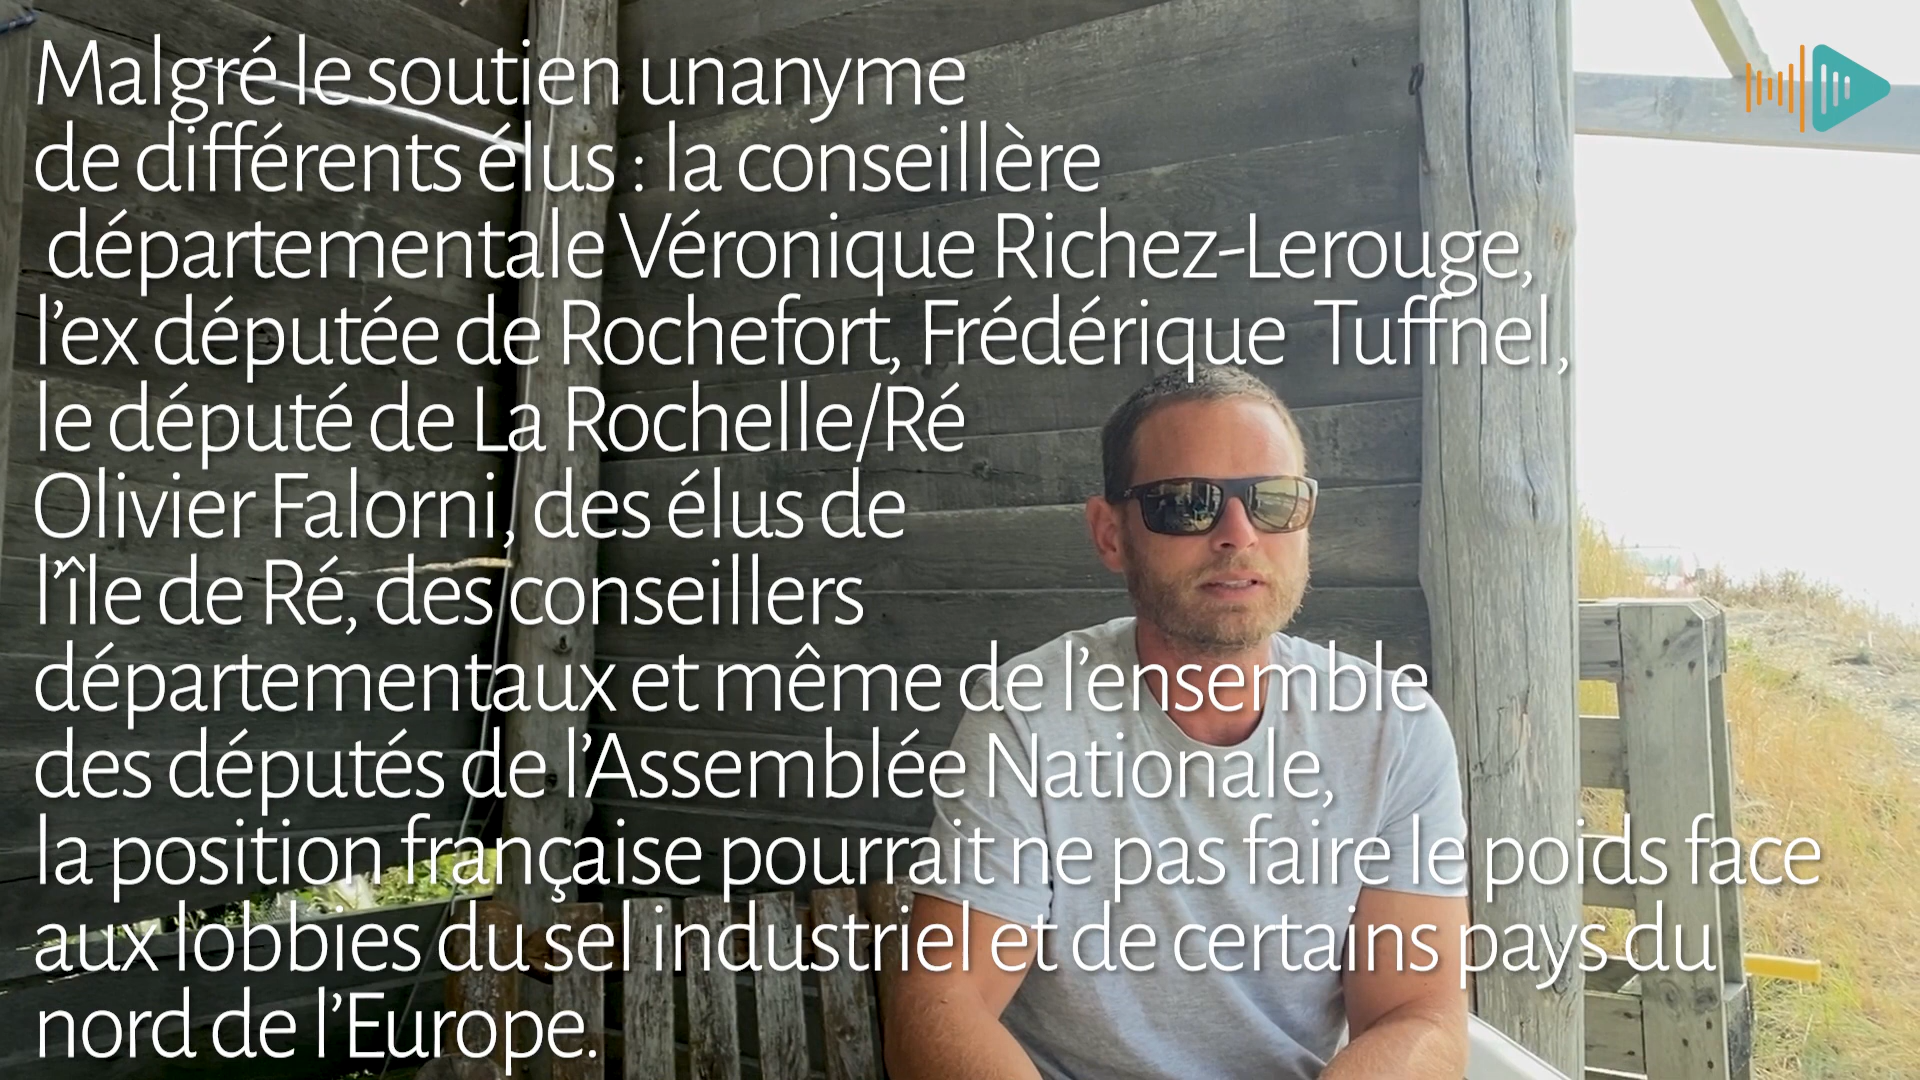 Malgré le soutien unanyme
de différents élus : la conseillère
départementale Véronique Richez-Lerouge,
l'ex députée de Rochefort, Frédérique Tuffnel,
le député de La Rochelle/Ré
Olivier Falorni, des élus de
l'île de Ré, des conseillers
départementaux et même de l'ensemble
des députés de l'Assemblée Nationale,
la position française pourrait ne pas faire le poids face
aux lobbies du sel industriel et de certains pays du
nord de l'Europe.